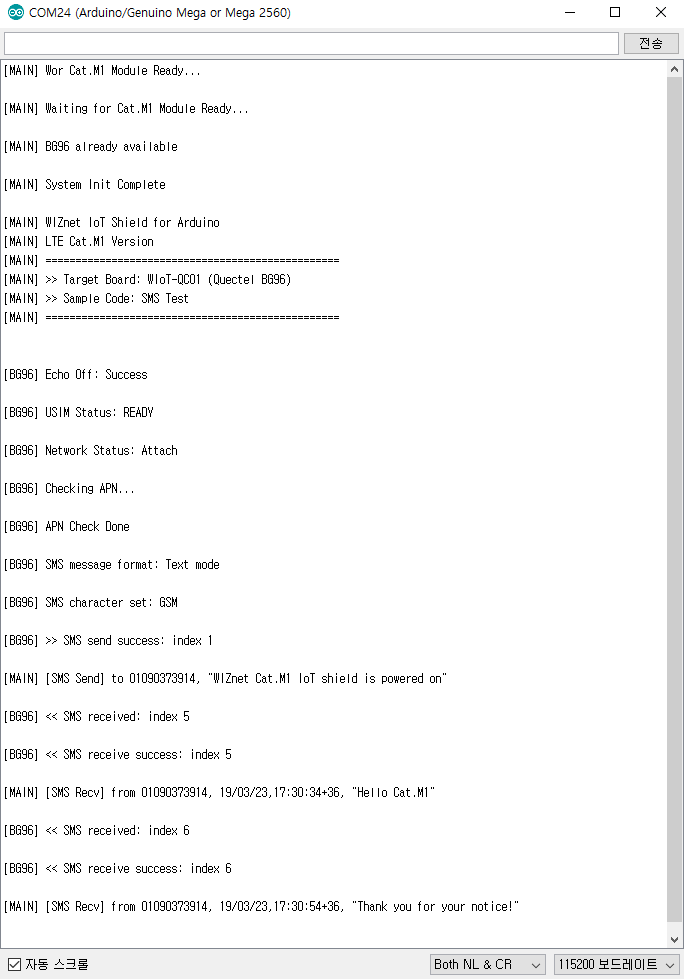 COM24 (Arduino/Genuino Mega or Mega 2560)
전송
[MAIN] Wor Cat.M1 Module Ready...
[MAIN] Waiting for Cat.M1 Module Ready...
[MAIN] BG96 already available
[MAIN] System Init Complete
[MAIN] WIZnet IoT Shield for Arduino
[MAIN] LTE Cat.M1 Version
[MAIN] =================================================
[MAIN] >> Target Board: WIoT-QC01 (Quectel BG96)
[MAIN] >> Sample Code: SMS Test
[MAIN] =================================================
[BG96] Echo Off: Success
[BG96] USIM Status: READY
[BG96] Network Status: Attach
[BG96] Checking APN...
[BG96] APN Check Done
[BG96] SMS message format: Text mode
[BG96] SMS character set: GSM
[BG96] >> SMS send success: index 1
[MAIN] [SMS Send] to 01090373914, "WIZnet Cat.M1 IoT shield is powered on"
[BG96] << SMS received: index 5
[BG96] << SMS receive success: index 5
[MAIN] [SMS Recv] from 01090373914, 19/03/23,17:30:34+36, "Hello Cat.M1"
[BG96] << SMS received: index 6
[BG96] << SMS receive success: index 6
[MAIN] [SMS Recv] from 01090373914, 19/03/23,17:30:54+36, "Thank you for your notice!"
자동 스크롤
Both NL & CR
115200 보드레이트